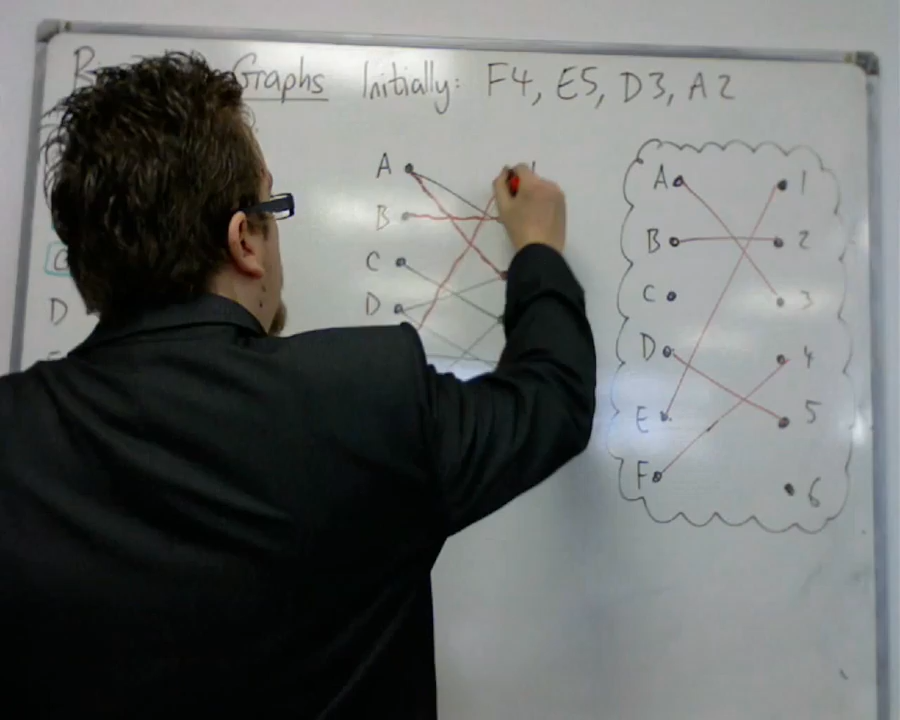 Graphs Initially: F4, E5, D3, A2
A
B
C
D
D
A 1
B 2
C 3
D 4
E 5
F 6